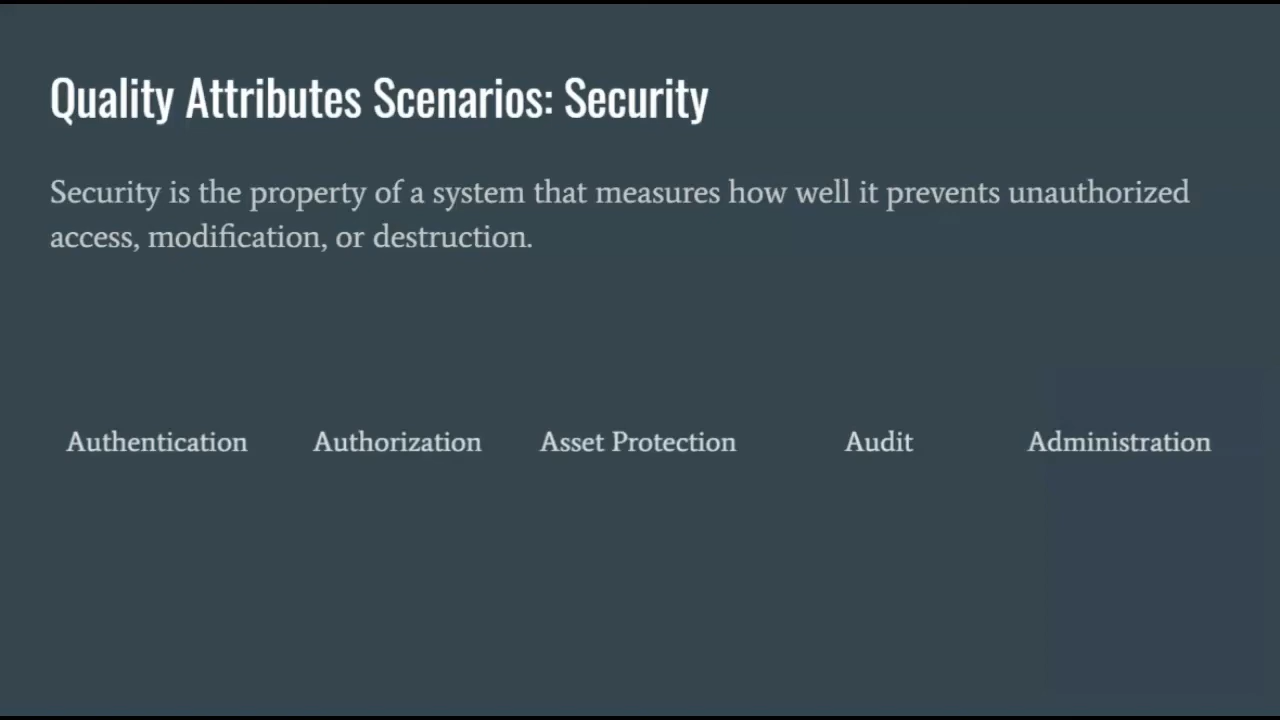 Quality Attributes Scenarios: Security
Security is the property of a system that measures how well it prevents unauthorized
access, modification, or destruction.
Authentication Authorization Asset Protection Audit Administration